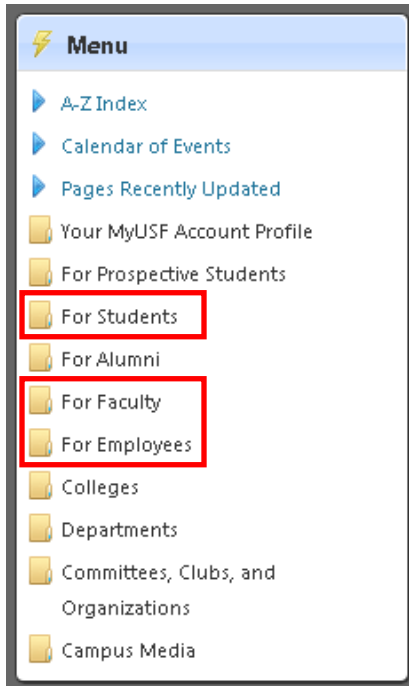 Menu
A-Z Index
Calendar of Events
Pages Recently Updated
Your MyUSF Account Profile
For Prospective Students
For Students
For Alumni
For Faculty
For Employees
Colleges
Departments
Committees, Clubs, and
Organizations
Campus Media